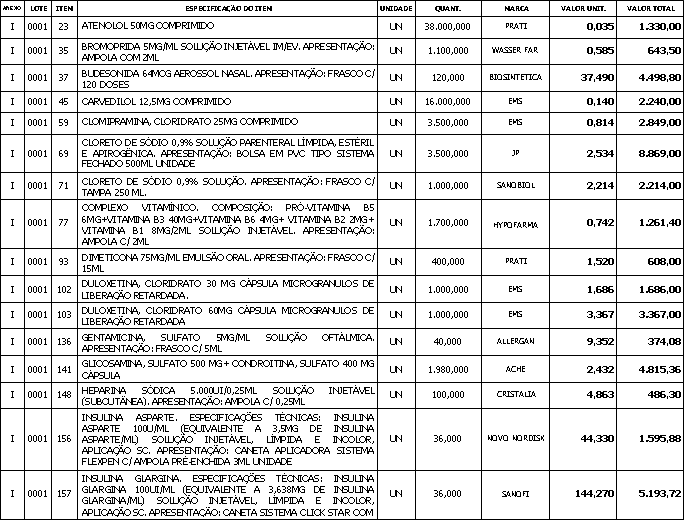 ANEXO LOTE ITEM ESPECIFICAÇÃO DO ITEM UNIDADE QUANT. MARCA VALOR UNIT. VALOR TOTAL
I 0001 23 ATENOLOL 50MG COMPRIMIDO UN 38.000,000 PRATI 0,035 1.330,00
I 0001 35 BROMOPRIDA 5MG/ML SOLUÇÃO INJETÁVEL IM/EV. APRESENTAÇÃO: UN 1.100,000 WASSER FAR 0,585 643,50
AMPOLA COM 2ML
I 0001 37 BUDESONIDA 64MCG AEROSSOL NASAL. APRESENTAÇÃO: FRASCO C/ UN 120,000 BIOSINTETICA 37,490 4.498,80
120 DOSES
I 0001 45 CARVEDILOL 12,5MG COMPRIMIDO UN 16.000,000 EMS 0,140 2.240,00
I 0001 59 CLOMIPRAMINA, CLORIDRATO 25MG COMPRIMIDO UN 3.500,000 EMS 0,814 2.849,00
I 0001 69 CLORETO DE SÓDIO 0,9% SOLUÇÃO PARENTERAL LÍMPIDA, ESTÉRIL UN 3.500,000 JP 2,534 8.869,00
E APIROGÊNICA. APRESENTAÇÃO: BOLSA EM PVC TIPO SISTEMA
FECHADO 500ML UNIDADE
I 0001 71 CLORETO DE SÓDIO 0,9% SOLUÇÃO. APRESENTAÇÃO: FRASCO C/ UN 1.000,000 SANOBIOL 2,214 2.214,00
TAMPA 250 ML.
I 0001 77 COMPLEXO VITAMÍNICO. COMPOSIÇÃO: PRÓ-VITAMINA B5 UN 1.700,000 HYPOFARMA 0,742 1.261,40
6MG+VITAMINA B3 40MG+VITAMINA B6 4MG+ VITAMINA B2 2MG+
VITAMINA B1 8MG/2ML SOLUÇÃO INJETÁVEL. APRESENTAÇÃO:
AMPOLA C/ 2ML
I 0001 93 DIMETICONA 75MG/ML EMULSÃO ORAL. APRESENTAÇÃO: FRASCO C/ UN 400,000 PRATI 1,520 608,00
15ML
I 0001 102 DULOXETINA, CLORIDRATO 30 MG CÁPSULA MICROGRANULOS DE UN 1.000,000 EMS 1,686 1.686,00
LIBERAÇÃO RETARDADA.
I 0001 103 DULOXETINA, CLORIDRATO 60MG CÁPSULA MICROGRANULOS DE UN 1.000,000 EMS 3,367 3.367,00
LIBERAÇÃO RETARDADA
I 0001 136 GENTAMICINA, SULFATO 5MG/ML SOLUÇÃO OFTÁLMICA. UN 40,000 ALLERGAN 9,352 374,08
APRESENTAÇÃO: FRASCO C/ 5ML
I 0001 141 GLICOSAMINA, SULFATO 500 MG+ CONDROITINA, SULFATO 400 MG UN 1.980,000 ACHE 2,432 4.815,36
CÁPSULA
I 0001 148 HEPARINA SÓDICA 5.000UI/0,25ML SOLUÇÃO INJETÁVEL UN 100,000 CRISTALIA 4,863 486,30
(SUBCUTÂNEA). APRESENTAÇÃO: AMPOLA C/ 0,25ML
I 0001 156 INSULINA ASPARTE. ESPECIFICAÇÕES TÉCNICAS: INSULINA UN 36,000 NOVO NORDISK 44,330 1.595,88
ASPARTE 100U/ML (EQUIVALENTE A 3,5MG DE INSULINA
ASPARTE/ML) SOLUÇÃO INJETÁVEL, LÍMPIDA E INCOLOR,
APLICAÇÃO SC. APRESENTAÇÃO: CANETA APLICADORA SISTEMA
FLEXPEN C/ AMPOLA PRÉ-ENCHIDA 3ML UNIDADE
I 0001 157 INSULINA GLARGINA. ESPECIFICAÇÕES TÉCNICAS: INSULINA UN 36,000 SANOFI 144,270 5.193,72
GLARGINA 100UI/ML (EQUIVALENTE A 3,638MG DE INSULINA
GLARGINA/ML) SOLUÇÃO INJETÁVEL, LÍMPIDA E INCOLOR,
APLICAÇÃO SC. APRESENTAÇÃO: CANETA SISTEMA CLICK STAR COM